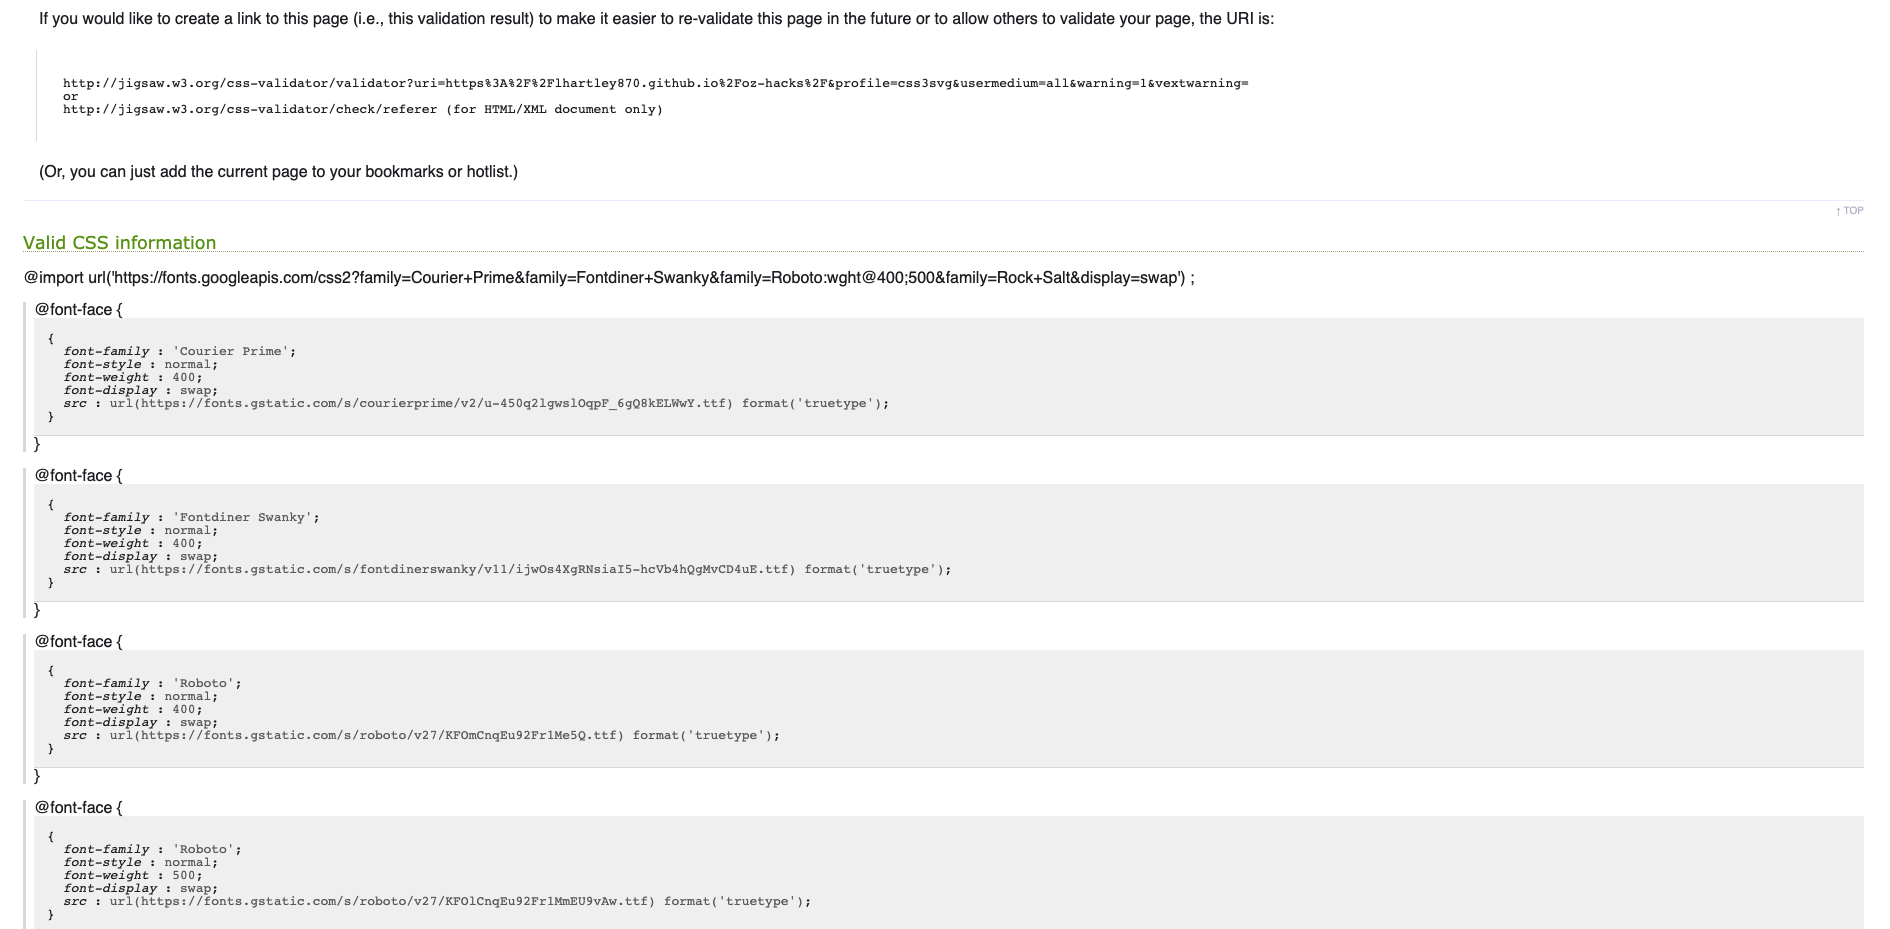 If you would like to create a link to this page (i.e., this validation result) to make it easier to re-validate this page in the future or to allow others to validate your page, the URI is:
http://jigsaw.w3.org/css-validator/validator?uri=https%3A%2F%2Flhartley870.github.io%2Foz-hacks%2F&profile=css3svg&usermedium=all&warning=1&vextwarning=
or
http://jigsaw.w3.org/css-validator/check/referer (for HTML/XML document only)
(Or, you can just add the current page to your bookmarks or hotlist.)
↑ TOP
Valid CSS information
@import url('https://fonts.googleapis.com/css2?family=Courier+Prime&family=Fontdiner+Swanky&family=Roboto:wght@400;500&family=Rock+Salt&display=swap') ;
@font-face {
{
font-family : 'Courier Prime';
font-style : normal;
font-weight : 400;
font-display : swap;
src : url(https://fonts.gstatic.com/s/courierprime/v2/u-450q2lgwslOqpF_6gQ8kELWwY.ttf) format('truetype');
}
}
@font-face {
{
font-family : 'Fontdiner Swanky';
font-style : normal;
font-weight : 400;
font-display : swap;
src : url(https://fonts.gstatic.com/s/fontdinerswanky/v11/ijwOs4XgRNsiaI5-hcVb4hQgMvCD4uE.ttf) format('truetype');
}
}
@font-face {
{
font-family : 'Roboto';
font-style : normal;
font-weight : 400;
font-display : swap;
src : url(https://fonts.gstatic.com/s/roboto/v27/KFOmCnqEu92Fr1Me5Q.ttf) format('truetype');
}
}
@font-face {
{
font-family : 'Roboto';
font-style : normal;
font-weight : 500;
font-display : swap;
src : url(https://fonts.gstatic.com/s/roboto/v27/KFOlCnqEu92Fr1MmEU9vAw.ttf) format('truetype');
}